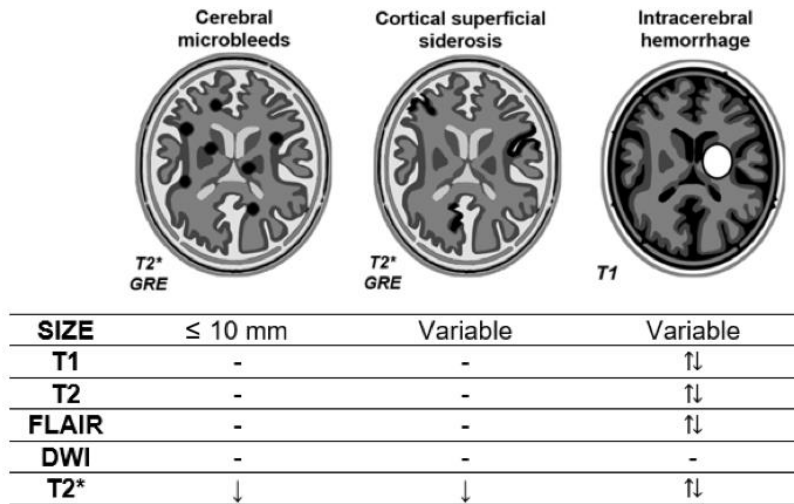 Cerebral microbleeds
Cortical superficial siderosis
Intracerebral hemorrhage
T2* GRE
T2* GRE
T1
SIZE ≤ 10 mm Variable Variable
T1 - - ↑↓
T2 - - ↑↓
FLAIR - - ↑↓
DWI - - -
T2* ↓ ↓ ↑↓